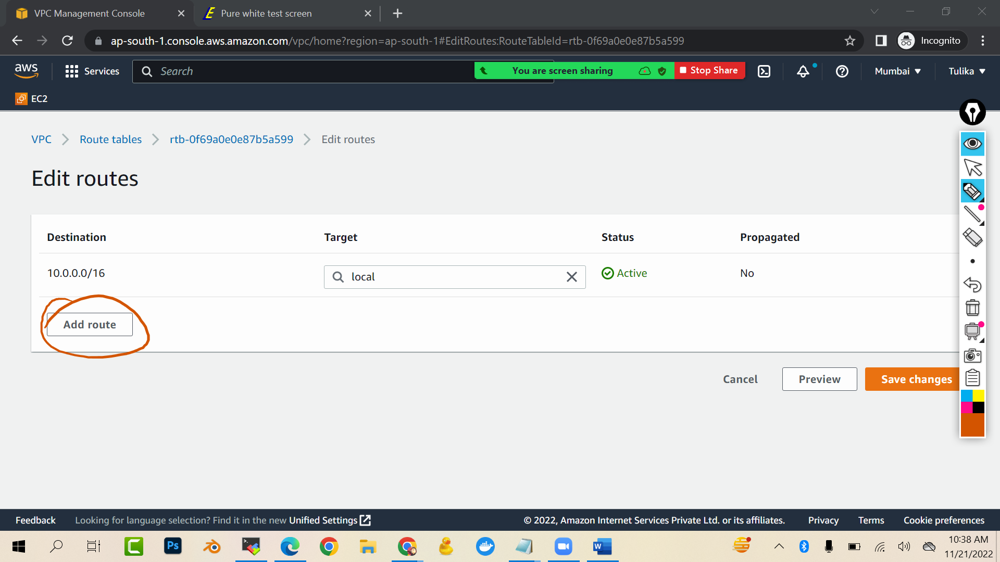 VPC Management Console
Pure white test screen
ap-south-1.console.aws.amazon.com/vpc/home?region=ap-south-1#EditRoutes:RouteTableId=rtb-0f69a0e0e87b5a599
Incognito
aws
Services
Search
You are screen sharing
Stop Share
Mumbai
Tulika
EC2
VPC
Route tables
rtb-0f69a0e0e87b5a599
Edit routes
Edit routes
Destination
Target
Status
Propagated
10.0.0.0/16
local
Active
No
Add route
Cancel
Preview
Save changes
Feedback
Looking for language selection? Find it in the new Unified Settings
© 2022, Amazon Internet Services Private Ltd. or its affiliates.
Privacy
Terms
Cookie preferences
Ps
W
10:38 AM
11/21/2022